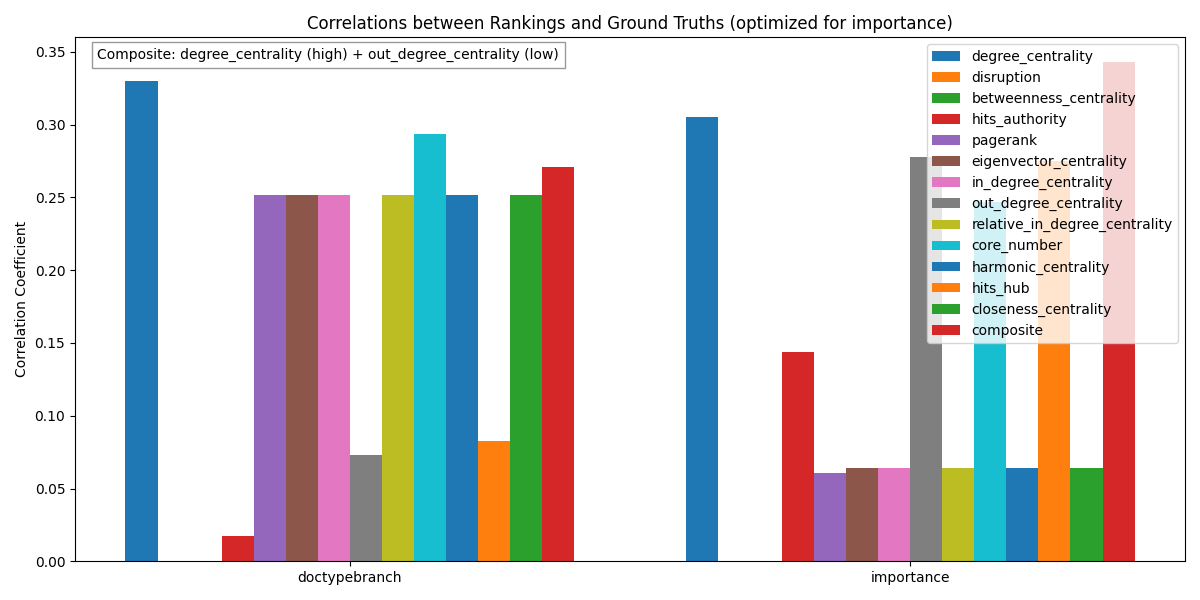 Correlations between Rankings and Ground Truths (optimized for importance)
Composite: degree_centrality (high) + out_degree_centrality (low)
degree_centrality
disruption
betweenness_centrality
hits_authority
pagerank
eigenvector_centrality
in_degree_centrality
out_degree_centrality
relative_in_degree_centrality
core_number
harmonic_centrality
hits_hub
closeness_centrality
composite
Correlation Coefficient
0.35
0.30
0.25
0.20
0.15
0.10
0.05
0.00
doctypebranch
importance